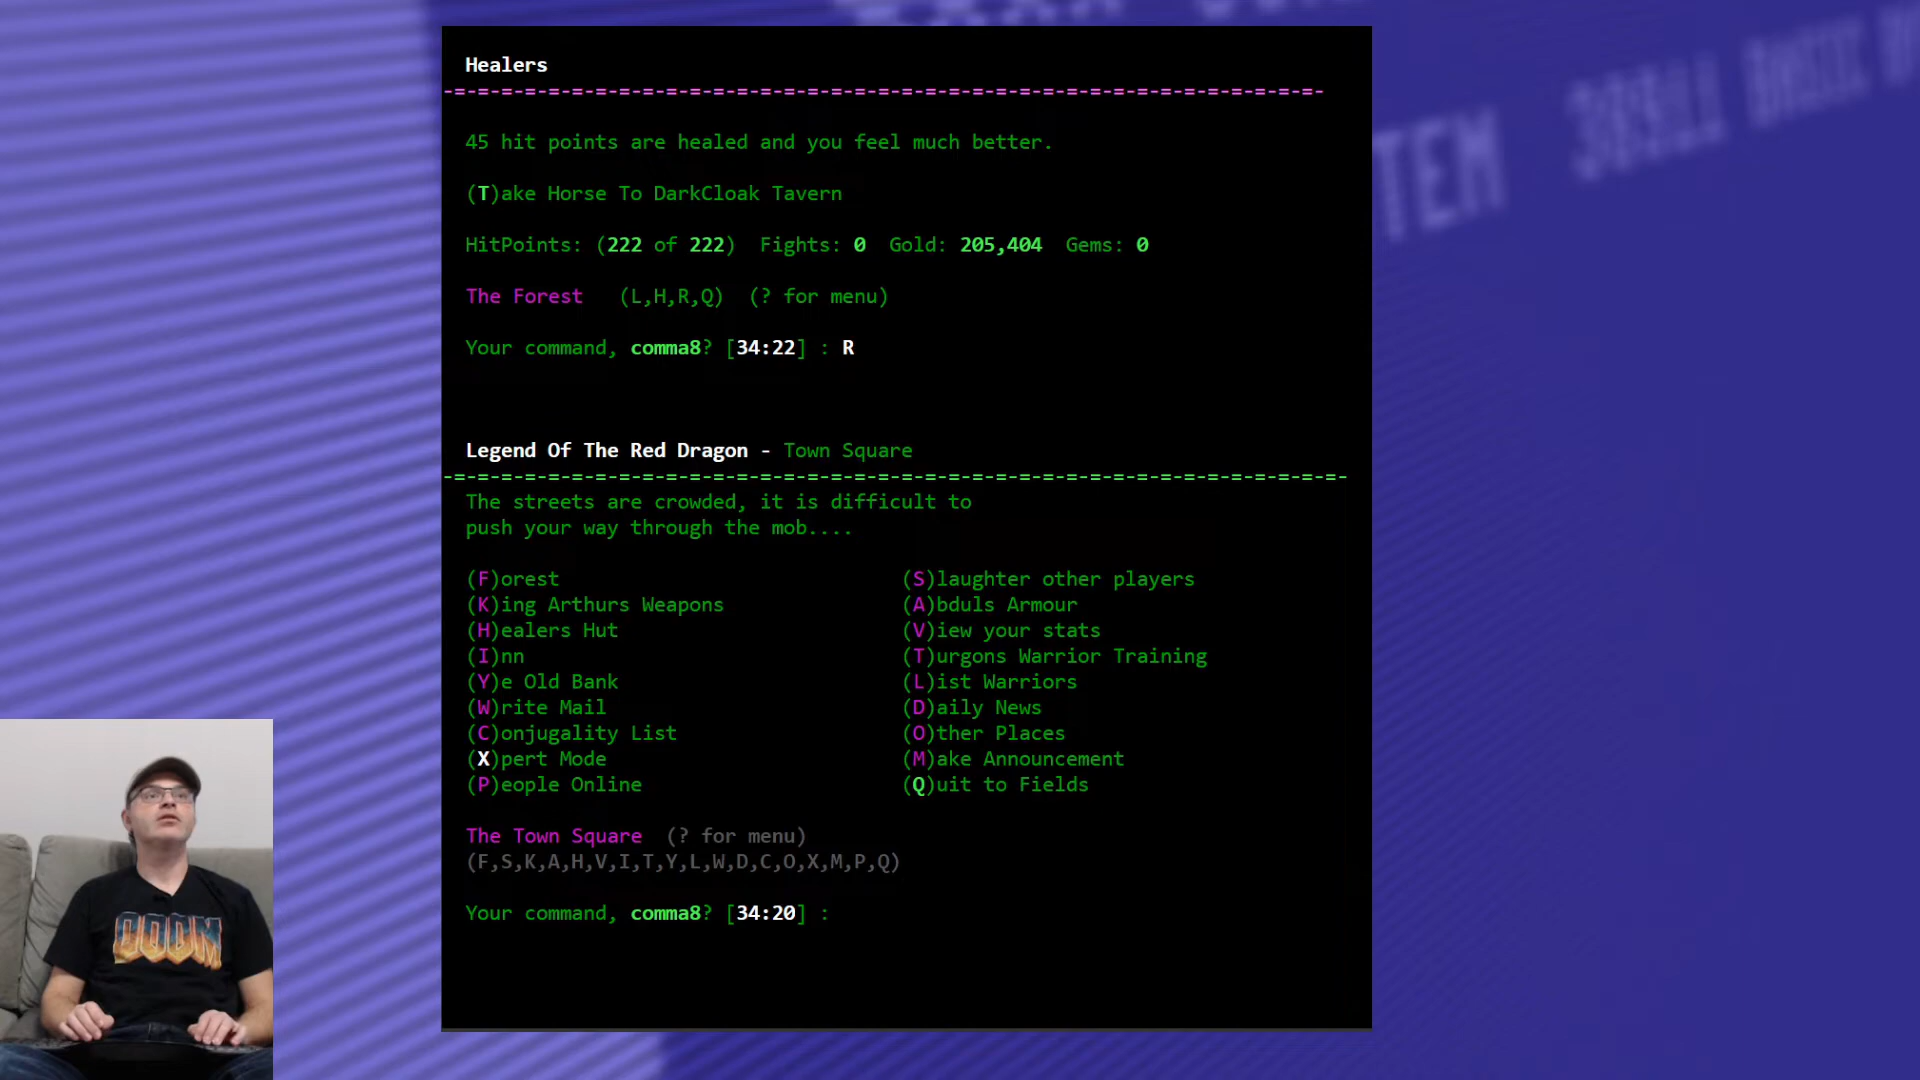 Healers
-=-=-=-=-=-=-=-=-=-=-=-=-=-=-=-=-=-=-=-=-=-=-=-=-=-=-=-=-=-=-=-=-=-=-=-=-=-
45 hit points are healed and you feel much better.
(T)ake Horse To DarkCloak Tavern
HitPoints: (222 of 222)  Fights: 0  Gold: 205,404  Gems: 0
The Forest   (L,H,R,Q)  (? for menu)
Your command, comma8? [34:22] : R
Legend Of The Red Dragon - Town Square
-=-=-=-=-=-=-=-=-=-=-=-=-=-=-=-=-=-=-=-=-=-=-=-=-=-=-=-=-=-=-=-=-=-=-=-=-=-=-
The streets are crowded, it is difficult to
push your way through the mob....
(F)orest (S)laughter other players
(K)ing Arthurs Weapons (A)bduls Armour
(H)ealers Hut (V)iew your stats
(I)nn (T)urgons Warrior Training
(Y)e Old Bank (L)ist Warriors
(W)rite Mail (D)aily News
(C)onjugality List (O)ther Places
(X)pert Mode (M)ake Announcement
(P)eople Online (Q)uit to Fields
The Town Square  (? for menu)
(F,S,K,A,H,V,I,T,Y,L,W,D,C,O,X,M,P,Q)
Your command, comma8? [34:20] :
DOOM